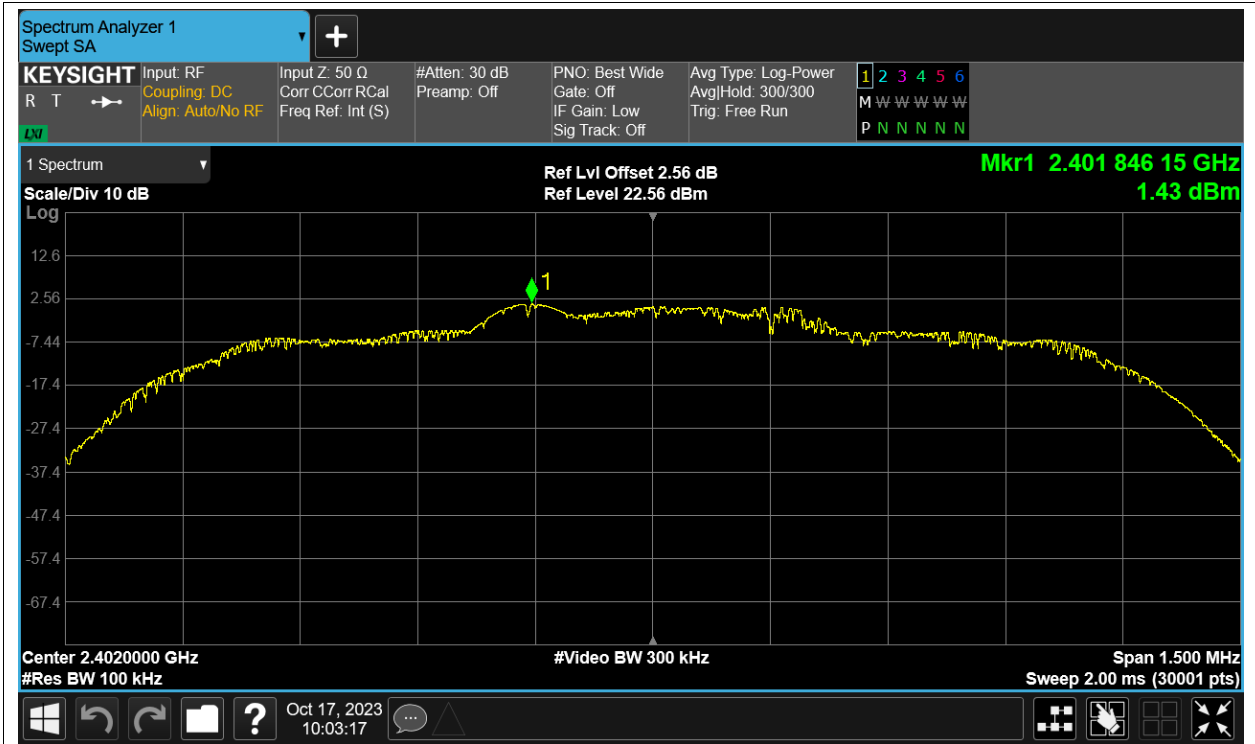 Spectrum Analyzer 1
Swept SA
KEYSIGHT
R T
LXI
Input: RF
Coupling: DC
Align: Auto/No RF
Input Z: 50 Ω
Corr CCorr RCal
Freq Ref: Int (S)
#Atten: 30 dB
Preamp: Off
PNO: Best Wide
Gate: Off
IF Gain: Low
Sig Track: Off
Avg Type: Log-Power
Avg|Hold: 300/300
Trig: Free Run
1 2 3 4 5 6
M W W W W W
P N N N N N
1 Spectrum
Scale/Div 10 dB
Log
Ref Lvl Offset 2.56 dB
Ref Level 22.56 dBm
Mkr1 2.401 846 15 GHz
1.43 dBm
12.6
2.56
-7.44
-17.4
-27.4
-37.4
-47.4
-57.4
-67.4
1
Center 2.4020000 GHz
#Res BW 100 kHz
#Video BW 300 kHz
Span 1.500 MHz
Sweep 2.00 ms (30001 pts)
?
Oct 17, 2023
10:03:17